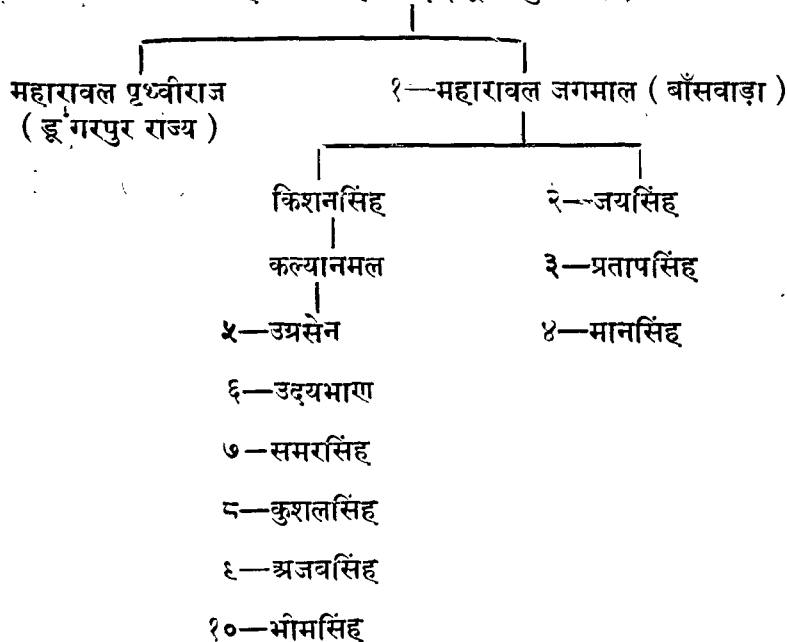 महारावल पृथ्वीराज १—महारावल जगमाल ( बाँसवाड़ा )
( डूंगरपुर राज्य )
किशनसिंह २—जयसिंह
कल्यानमल ३—प्रतापसिंह
५—उग्रसेन ४—मानसिंह
६—उदयभाण
७—समरसिंह
८—कुशलसिंह
९—अजबसिंह
१०—भीमसिंह